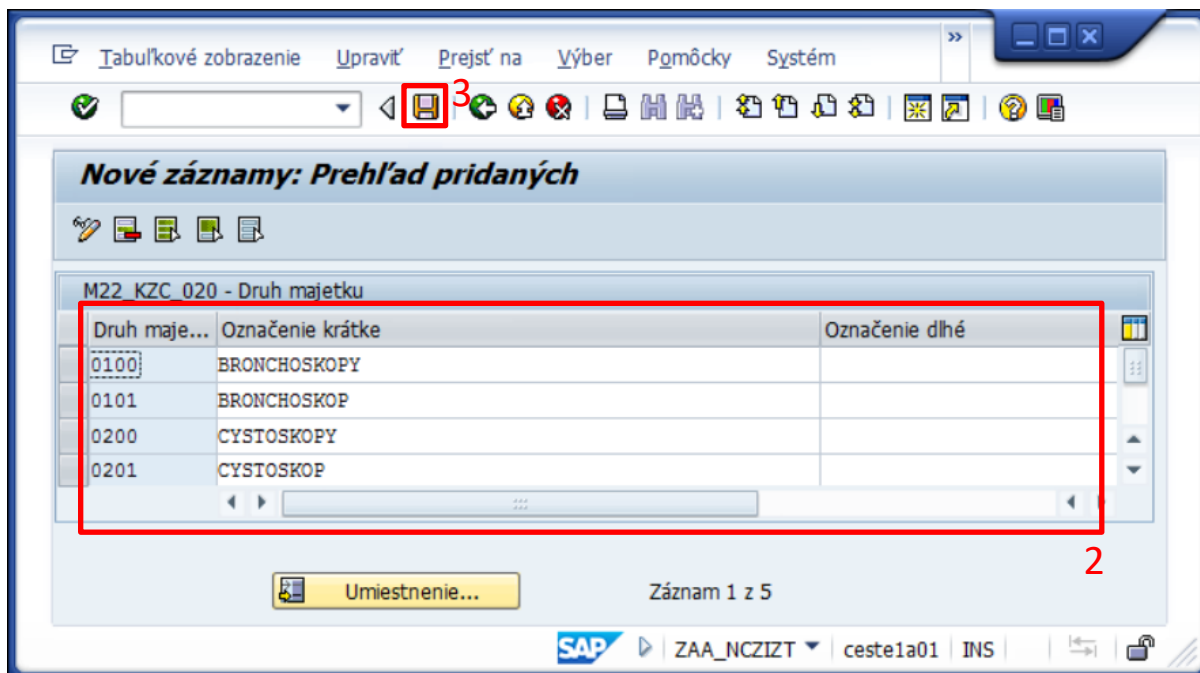 Tabuľkové zobrazenie Upraviť Prejsť na Výber Pomôcky Systém »
3
Nové záznamy: Prehľad pridaných
M22_KZC_020 - Druh majetku
Druh maje... Označenie krátke Označenie dlhé
0100 BRONCHOSKOPY
0101 BRONCHOSKOP
0200 CYSTOSKOPY
0201 CYSTOSKOP
2
Umiestnenie... Záznam 1 z 5
SAP ZAA_NCZIZT ceste1a01 INS